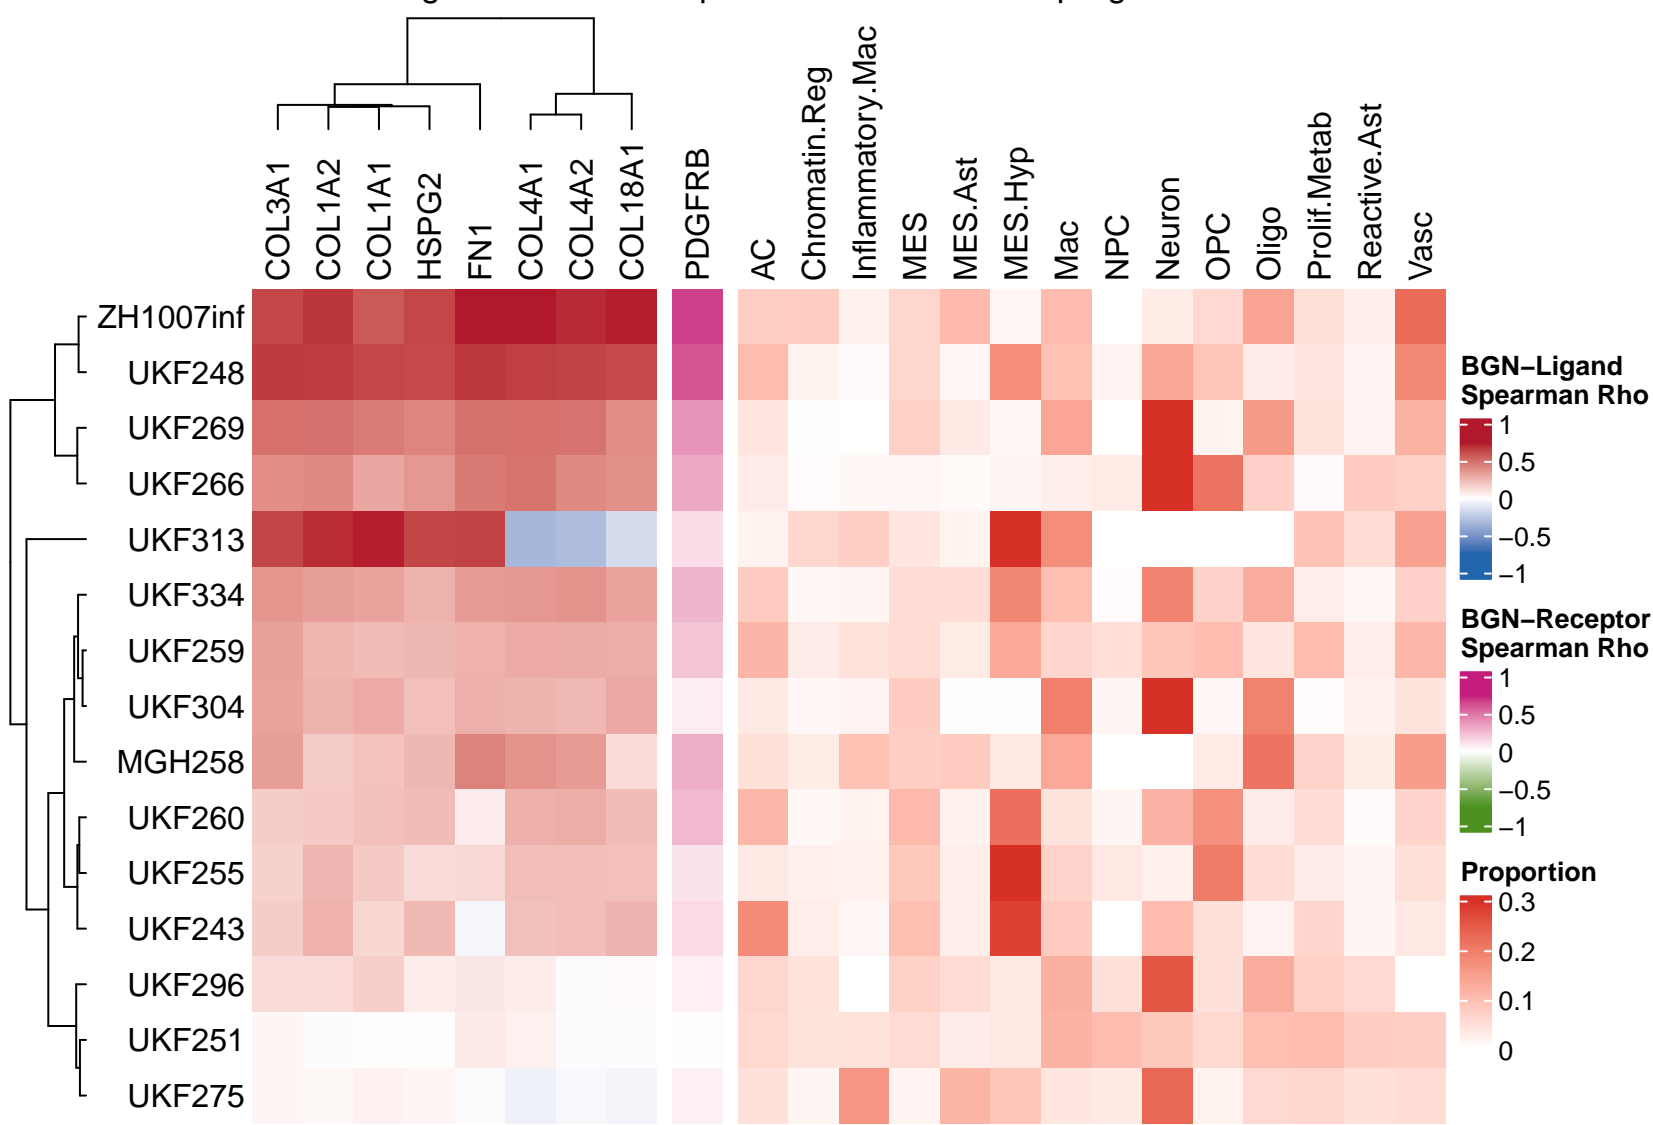 COL3A1
COL1A2
COL1A1
HSPG2
FN1
COL4A1
COL4A2
COL18A1
PDGFRB
AC
Chromatin.Reg
Inflammatory.Mac
MES
MES.Ast
MES.Hyp
Mac
NPC
Neuron
OPC
Oligo
Prolif.Metab
Reactive.Ast
Vasc
ZH1007inf
UKF248
UKF269
UKF266
UKF313
UKF334
UKF259
UKF304
MGH258
UKF260
UKF255
UKF243
UKF296
UKF251
UKF275
BGN−Ligand
Spearman Rho
1
0.5
0
−0.5
−1
BGN−Receptor
Spearman Rho
1
0.5
0
−0.5
−1
Proportion
0.3
0.2
0.1
0